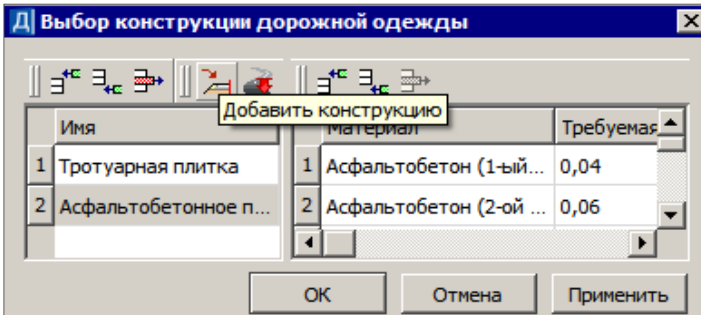 Д Выбор конструкции дорожной одежды
Добавить конструкцию
Имя
Материал
Требуемая
1 Тротуарная плитка
1 Асфальтобетон (1-ый... 0,04
2 Асфальтобетонное п...
2 Асфальтобетон (2-ой ... 0,06
ОК
Отмена
Применить